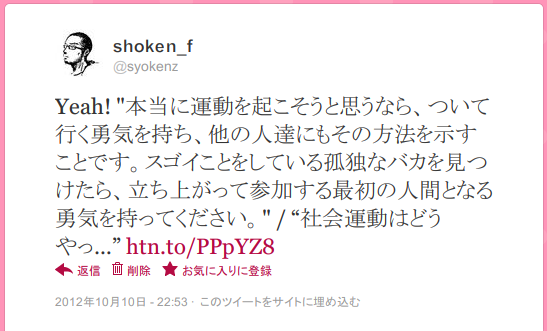 shoken_f
@syokenz
Yeah! "本当に運動を起こそうと思うなら、ついて
行く勇気を持ち、他の人達にもその方法を示す
ことです。スゴイことをしている孤独なバカを見つ
けたら、立ち上がって参加する最初の人間となる
勇気を持ってください。" / “社会運動はどう
やっ...” htn.to/PPpYZ8
返信 削除 お気に入りに登録
2012年10月10日 - 22:53 · このツイートをサイトに埋め込む